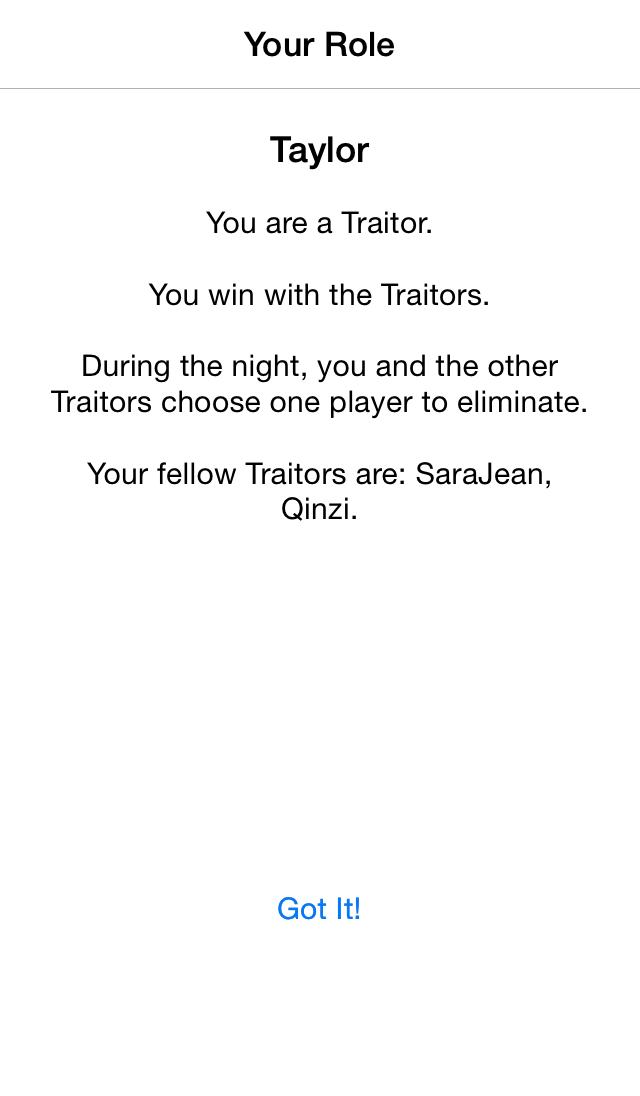 Your Role
Taylor
You are a Traitor.
You win with the Traitors.
During the night, you and the other
Traitors choose one player to eliminate.
Your fellow Traitors are: SaraJean,
Qinzi.
Got It!